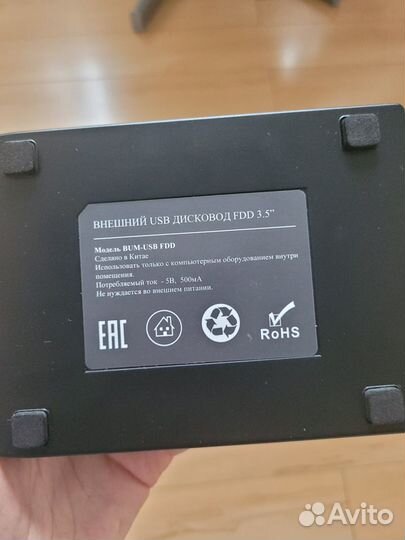 ВНЕШНИЙ USB ДИСКОВОД FDD 3.5"
Модель BUM-USB FDD
Сделано в Китае
Использовать только с компьютерным оборудованием внутри
помещения.
Потребляемый ток - 5В, 500мА
Не нуждается во внешнем питании.
EAC
RoHS
Avito